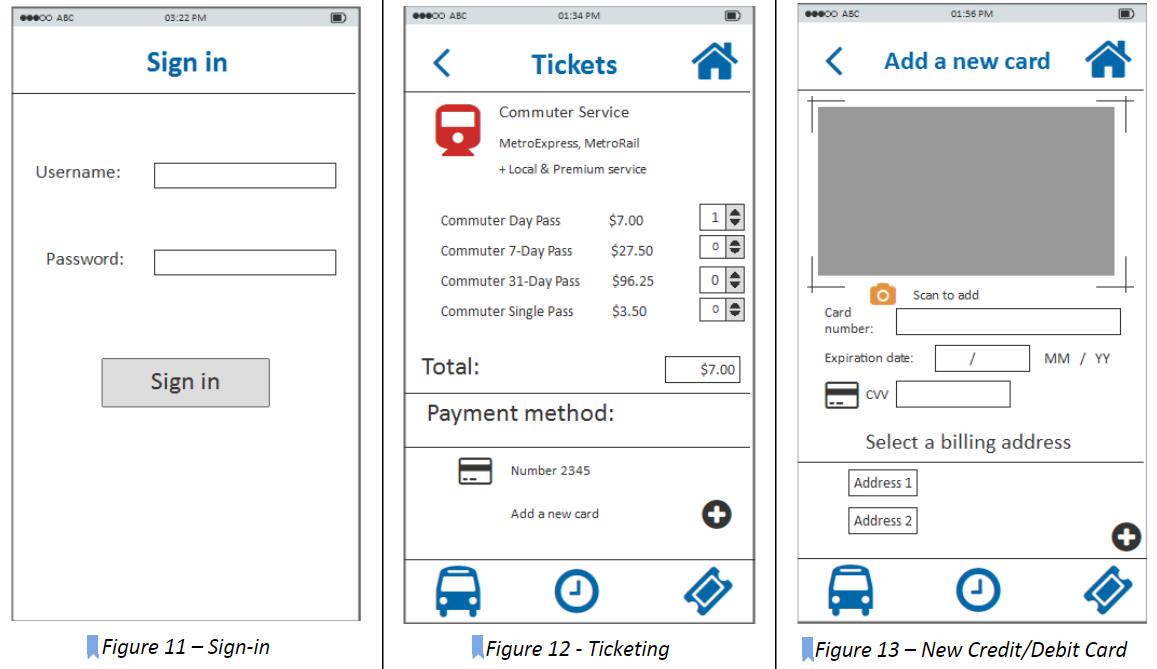 ●●●○○ ABC 03:22 PM
Sign in
Username:
Password:
Sign in
Figure 11 – Sign-in
●●●○○ ABC 01:34 PM
Tickets
Commuter Service
MetroExpress, MetroRail
+ Local & Premium service
Commuter Day Pass $7.00 1
Commuter 7-Day Pass $27.50 0
Commuter 31-Day Pass $96.25 0
Commuter Single Pass $3.50 0
Total: $7.00
Payment method:
Number 2345
Add a new card
Figure 12 - Ticketing
●●●○○ ABC 01:56 PM
Add a new card
Scan to add
Card
number:
Expiration date: / MM / YY
CVV
Select a billing address
Address 1
Address 2
Figure 13 – New Credit/Debit Card